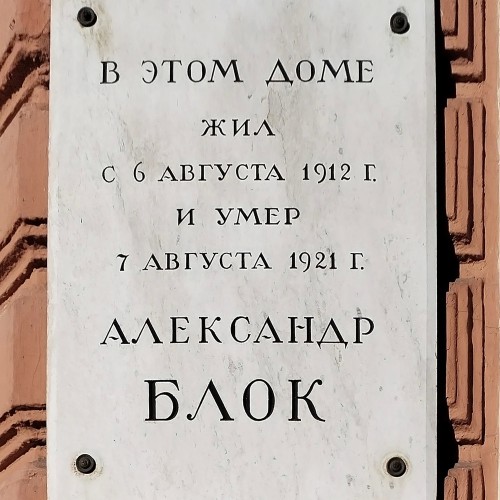 В ЭТОМ ДОМЕ
ЖИЛ
С 6 АВГУСТА 1912 Г.
И УМЕР
7 АВГУСТА 1921 Г.
АЛЕКСАНДР
БЛОК